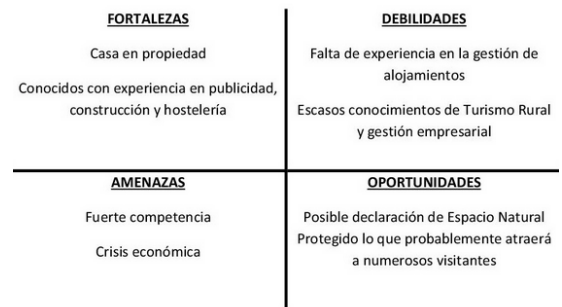 FORTALEZAS
Casa en propiedad
Conocidos con experiencia en publicidad,
construcción y hostelería
DEBILIDADES
Falta de experiencia en la gestión de
alojamientos
Escasos conocimientos de Turismo Rural
y gestión empresarial
AMENAZAS
Fuerte competencia
Crisis económica
OPORTUNIDADES
Posible declaración de Espacio Natural
Protegido lo que probablemente atraerá
a numerosos visitantes